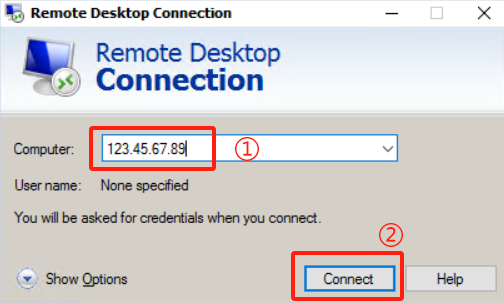 Remote Desktop Connection
Remote Desktop
Connection
Computer: 123.45.67.89 ①
User name: None specified
You will be asked for credentials when you connect.
②
Show Options Connect Help